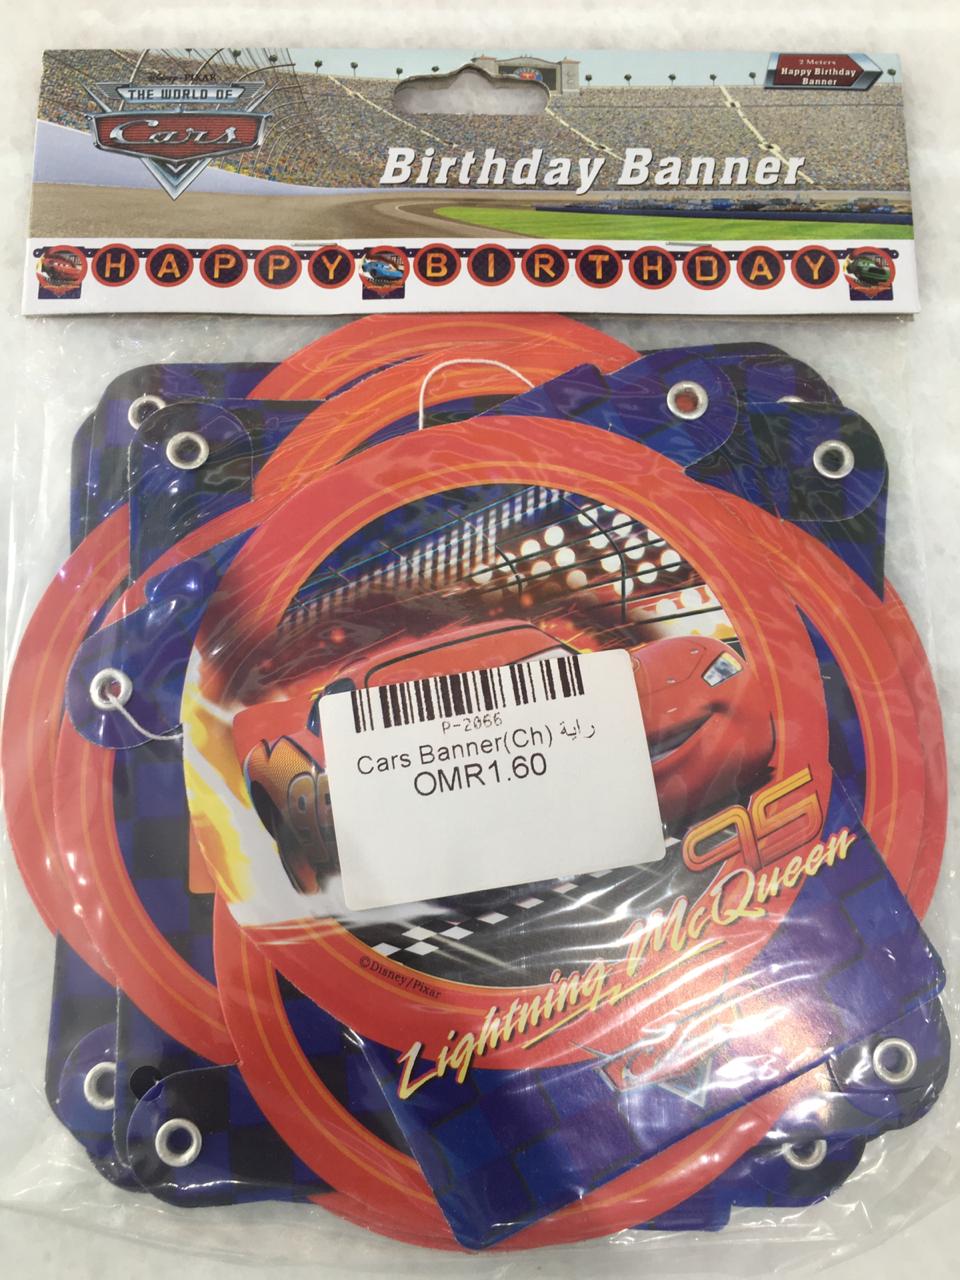 Disney·PIXAR
THE WORLD OF
Cars
2 Meters
Happy Birthday
Banner
Birthday Banner
HAPPY BIRTHDAY
P-2066
Cars Banner(Ch) راية
OMR1.60
95
95
Lightning McQueen
©Disney/Pixar